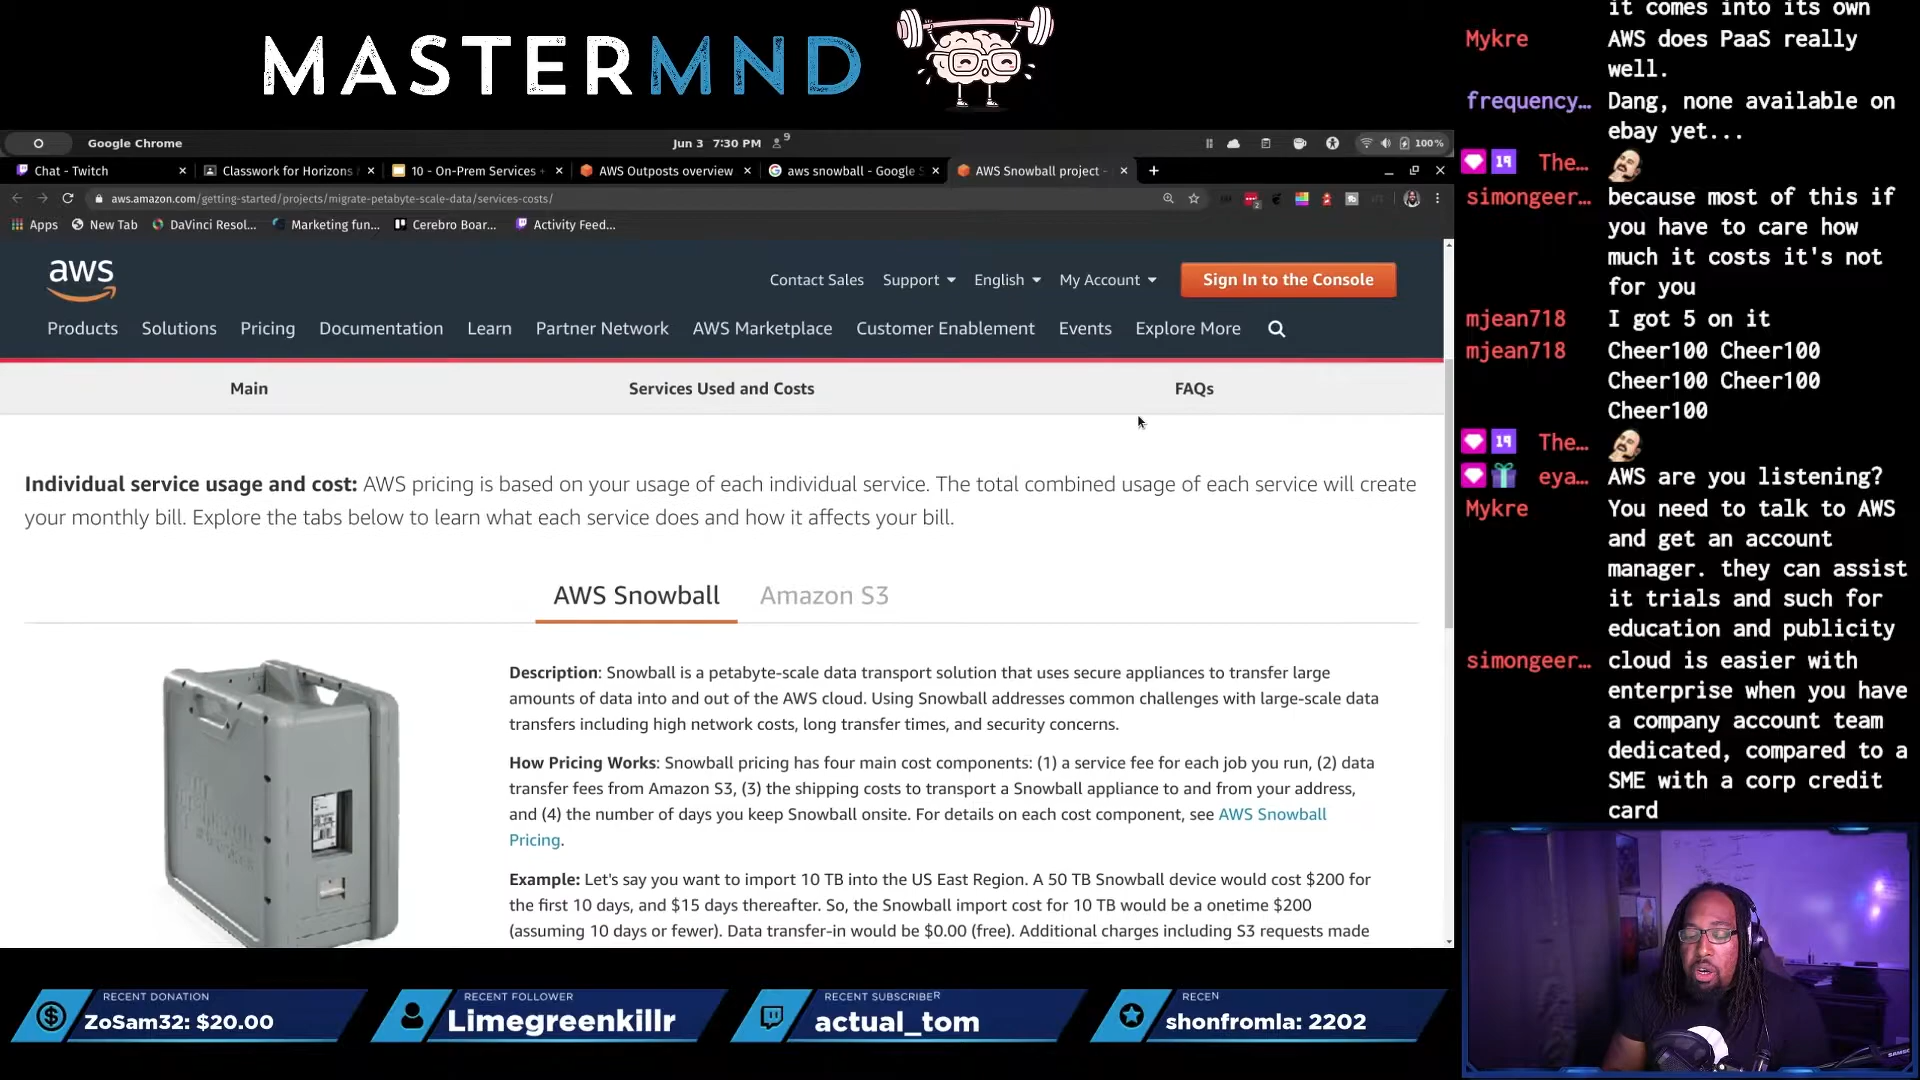 MASTERMND
Google Chrome
Jun 3 7:30 PM
9
100%
Chat - Twitch
Classwork for Horizons
10 - On-Prem Services
AWS Outposts overview
aws snowball - Google S
AWS Snowball project -
aws.amazon.com/getting-started/projects/migrate-petabyte-scale-data/services-costs/
Apps
New Tab
DaVinci Resol...
Marketing fun...
Cerebro Boar...
Activity Feed...
aws
Contact Sales
Support
English
My Account
Sign In to the Console
Products
Solutions
Pricing
Documentation
Learn
Partner Network
AWS Marketplace
Customer Enablement
Events
Explore More
Main
Services Used and Costs
FAQs
Individual service usage and cost: AWS pricing is based on your usage of each individual service. The total combined usage of each service will create
your monthly bill. Explore the tabs below to learn what each service does and how it affects your bill.
AWS Snowball
Amazon S3
Description: Snowball is a petabyte-scale data transport solution that uses secure appliances to transfer large
amounts of data into and out of the AWS cloud. Using Snowball addresses common challenges with large-scale data
transfers including high network costs, long transfer times, and security concerns.
How Pricing Works: Snowball pricing has four main cost components: (1) a service fee for each job you run, (2) data
transfer fees from Amazon S3, (3) the shipping costs to transport a Snowball appliance to and from your address,
and (4) the number of days you keep Snowball onsite. For details on each cost component, see AWS Snowball
Pricing.
Example: Let's say you want to import 10 TB into the US East Region. A 50 TB Snowball device would cost $200 for
the first 10 days, and $15 days thereafter. So, the Snowball import cost for 10 TB would be a onetime $200
(assuming 10 days or fewer). Data transfer-in would be $0.00 (free). Additional charges including S3 requests made
it comes into its own
Mykre AWS does PaaS really
well.
frequency... Dang, none available on
ebay yet...
19 The...
simongeer... because most of this if
you have to care how
much it costs it's not
for you
mjean718 I got 5 on it
mjean718 Cheer100 Cheer100
Cheer100 Cheer100
Cheer100
19 The...
eya... AWS are you listening?
Mykre You need to talk to AWS
and get an account
manager. they can assist
it trials and such for
education and publicity
simongeer... cloud is easier with
enterprise when you have
a company account team
dedicated, compared to a
SME with a corp credit
card
RECENT DONATION
ZoSam32: $20.00
RECENT FOLLOWER
Limegreenkillr
RECENT SUBSCRIBER
actual_tom
RECEN
shonfromla: 2202